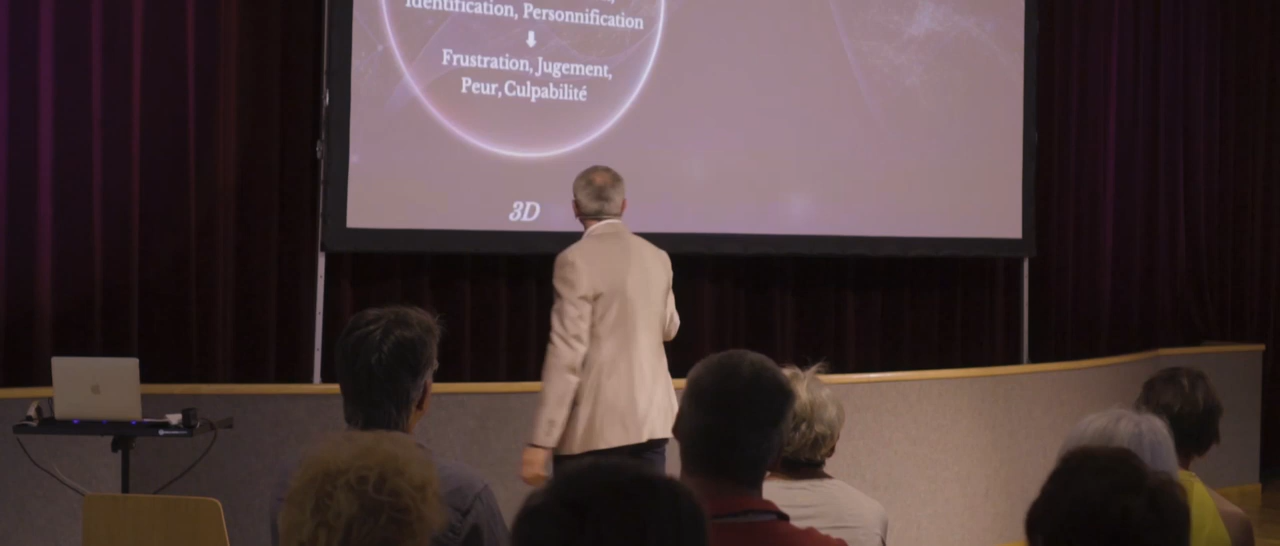 Identification, Personnification
Frustration, Jugement,
Peur, Culpabilité
3D